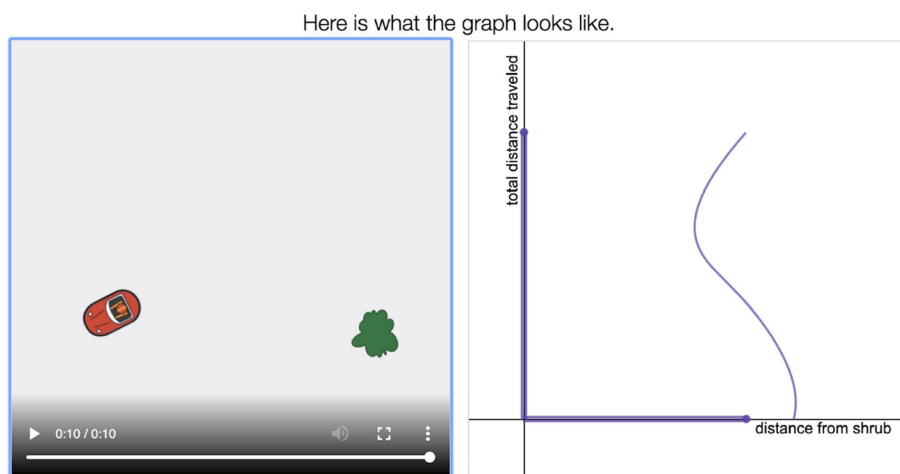 Here is what the graph looks like.
total distance traveled
distance from shrub
0:10 / 0:10